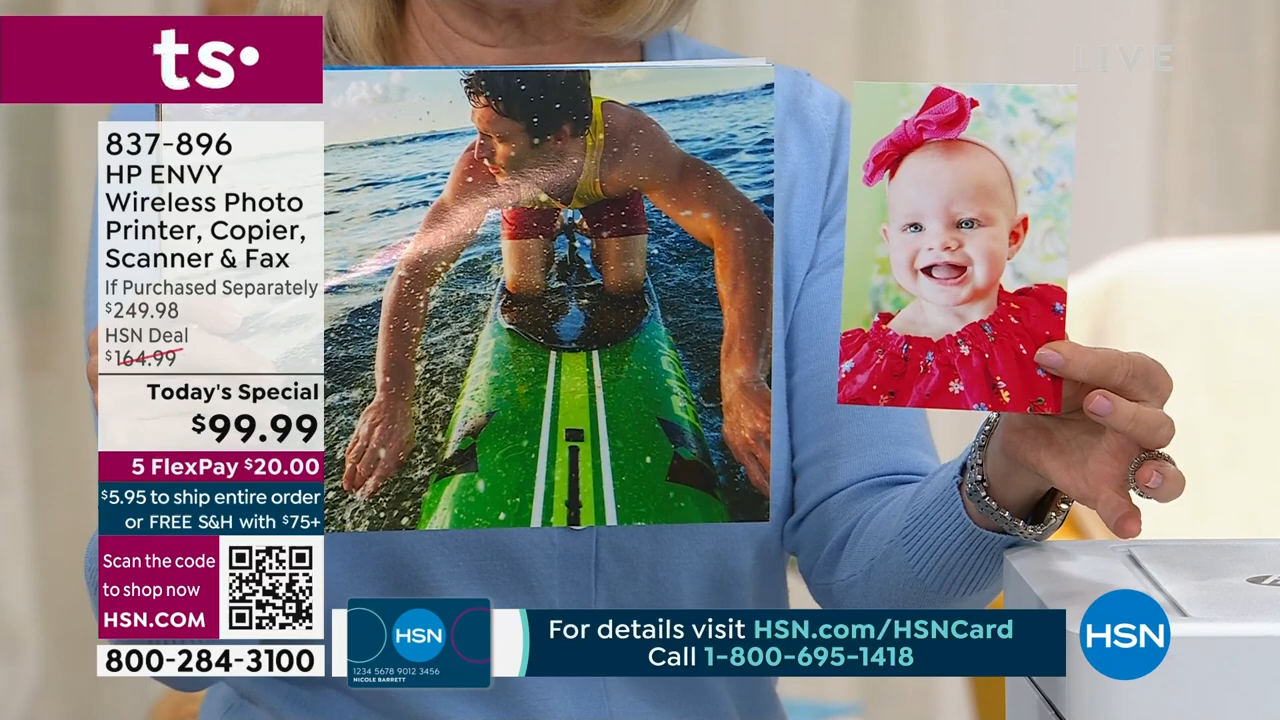 ts.
837-896
HP ENVY
Wireless Photo
Printer, Copier,
Scanner & Fax
If Purchased Separately
$249.98
HSN Deal
$164.99
Today's Special
$99.99
5 FlexPay $20.00
$5.95 to ship entire order
or FREE S&H with $75+
Scan the code
to shop now
HSN.COM
800-284-3100
LIVE
HSN
1234 5678 9012 3456
NICOLE BARRETT
For details visit HSN.com/HSNCard
Call 1-800-695-1418
HSN